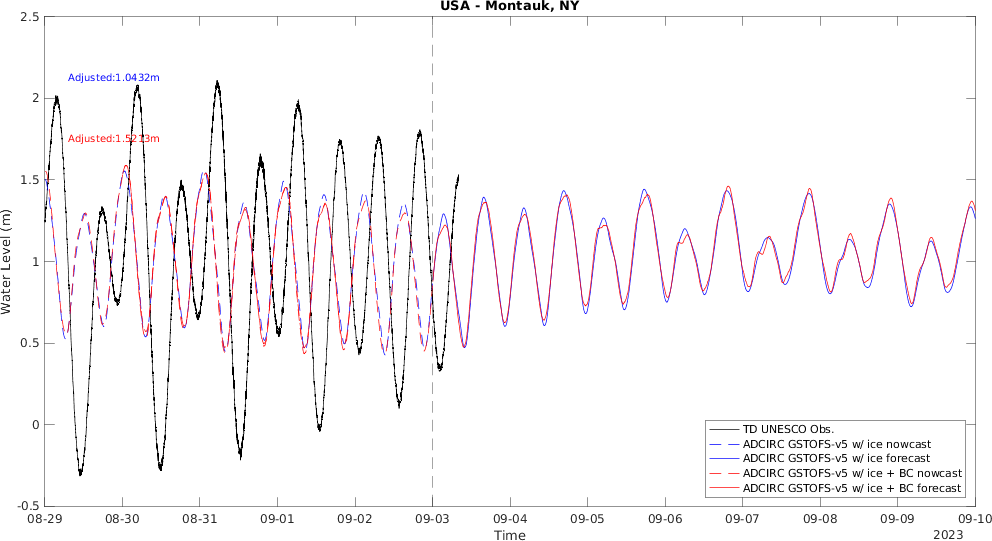 USA - Montauk, NY
2.5
2
1.5
1
0.5
0
-0.5
Water Level (m)
Adjusted:1.0432m
Adjusted:1.5213m
TD UNESCO Obs.
ADCIRC GSTOFS-v5 w/ ice nowcast
ADCIRC GSTOFS-v5 w/ ice forecast
ADCIRC GSTOFS-v5 w/ ice + BC nowcast
ADCIRC GSTOFS-v5 w/ ice + BC forecast
08-29 08-30 08-31 09-01 09-02 09-03 09-04 09-05 09-06 09-07 09-08 09-09 09-10
Time
2023